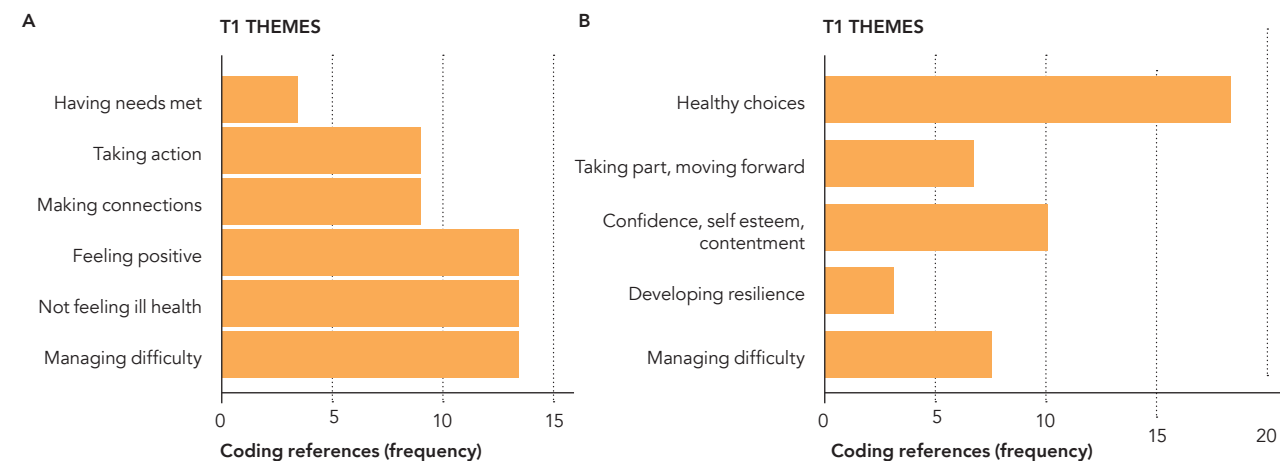 A
T1 THEMES
Having needs met
Taking action
Making connections
Feeling positive
Not feeling ill health
Managing difficulty
0 5 10 15
Coding references (frequency)
B
T1 THEMES
Healthy choices
Taking part, moving forward
Confidence, self esteem,
contentment
Developing resilience
Managing difficulty
0 5 10 15 20
Coding references (frequency)